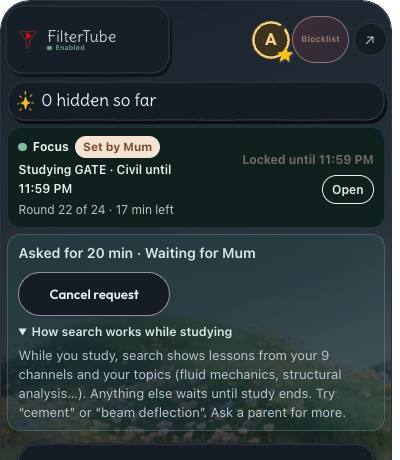 FilterTube
Enabled
A
Blocklist
0 hidden so far
Focus
Set by Mum
Studying GATE · Civil until
11:59 PM
Round 22 of 24 · 17 min left
Locked until 11:59 PM
Open
Asked for 20 min · Waiting for Mum
Cancel request
How search works while studying
While you study, search shows lessons from your 9
channels and your topics (fluid mechanics, structural
analysis...). Anything else waits until study ends. Try
“cement” or “beam deflection”. Ask a parent for more.